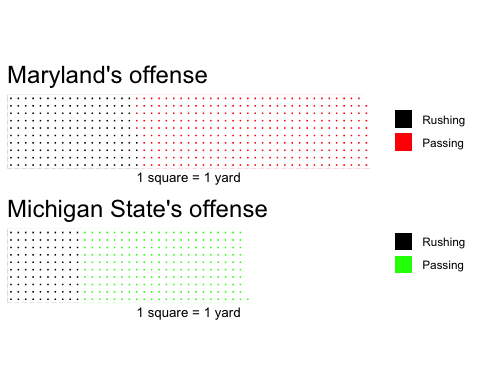 Maryland's offense
Rushing
Passing
1 square = 1 yard
Michigan State's offense
Rushing
Passing
1 square = 1 yard